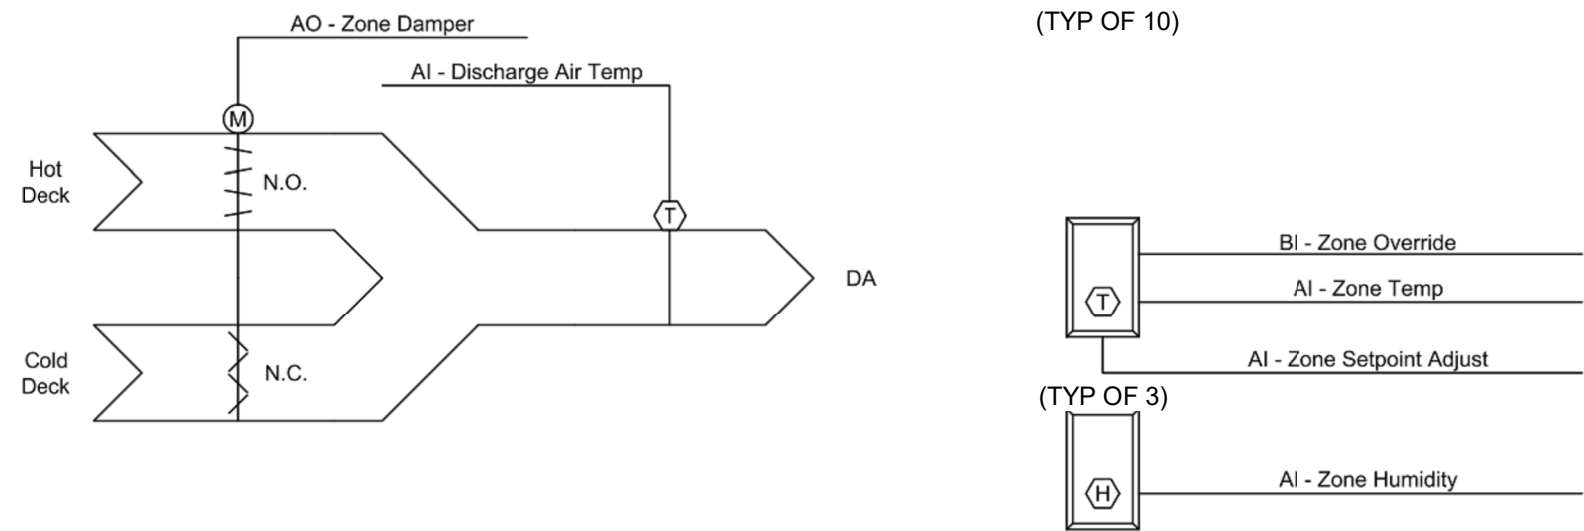 AO - Zone Damper
(TYP OF 10)
AI - Discharge Air Temp
M
Hot
Deck
N.O.
T
DA
BI - Zone Override
AI - Zone Temp
T
Cold
Deck
N.C.
AI - Zone Setpoint Adjust
(TYP OF 3)
H
AI - Zone Humidity